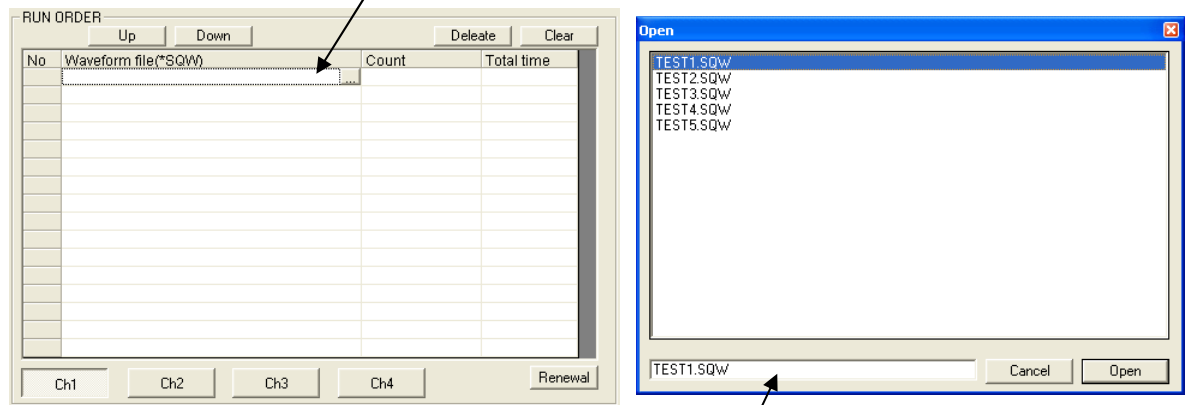 RUN ORDER
Up Down Deleate Clear
No Waveform file(*SQW) Count Total time
...
Ch1 Ch2 Ch3 Ch4 Renewal
Open
TEST1.SQW
TEST2.SQW
TEST3.SQW
TEST4.SQW
TEST5.SQW
TEST1.SQW Cancel Open